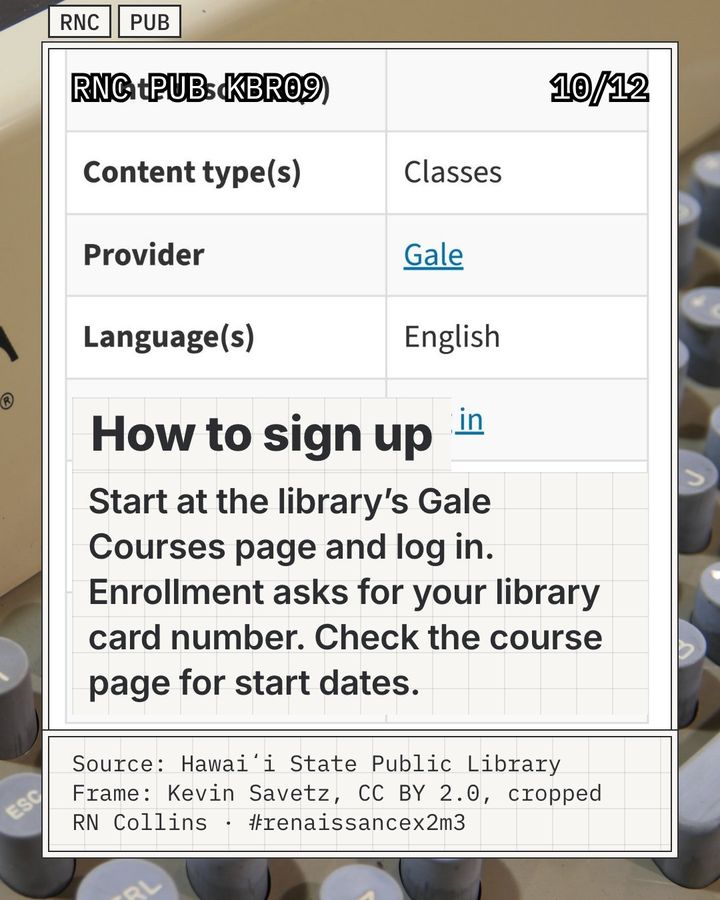 RNC PUB
RNC PUB KBR09 10/12
Content type(s) Classes
Provider Gale
Language(s) English
in
How to sign up
Start at the library’s Gale
Courses page and log in.
Enrollment asks for your library
card number. Check the course
page for start dates.
Source: Hawaiʻi State Public Library
Frame: Kevin Savetz, CC BY 2.0, cropped
RN Collins · #renaissancex2m3
®
J
ESC